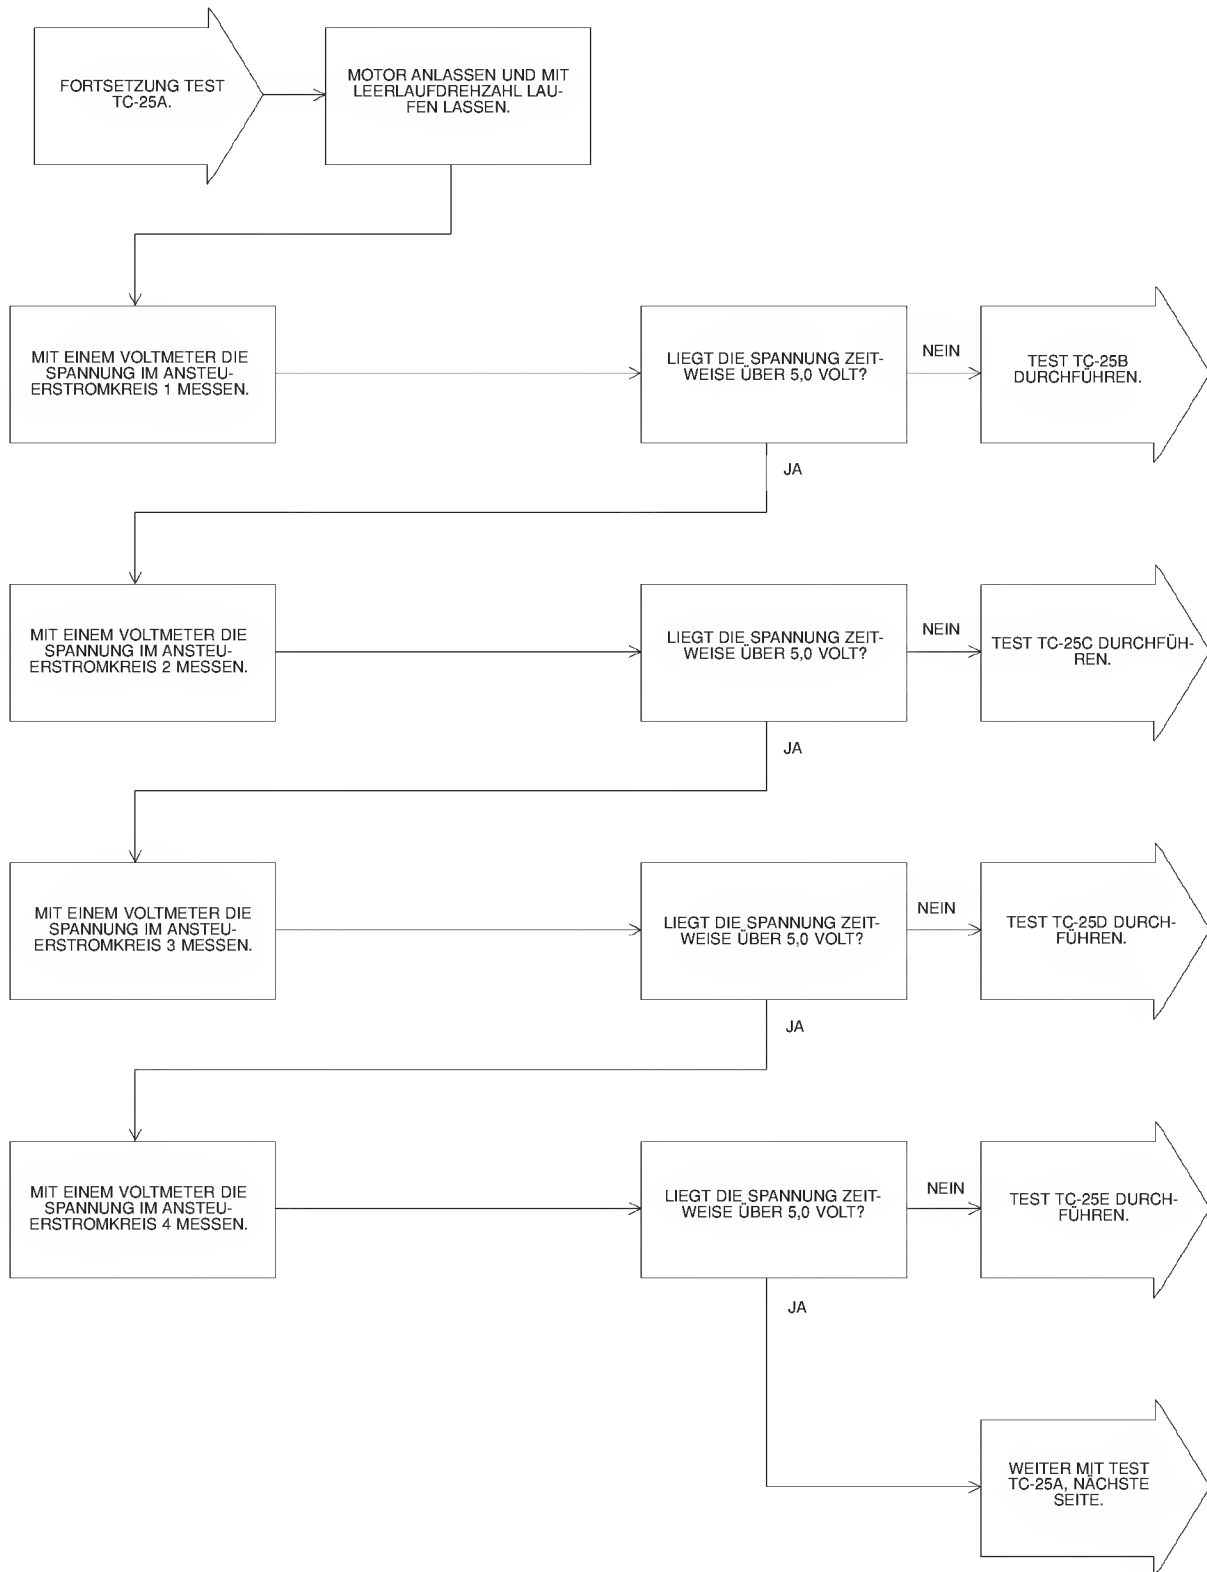 FORTSETZUNG TEST
TC-25A.
MOTOR ANLASSEN UND MIT
LEERLAUFDREHZAHL LAU-
FEN LASSEN.
MIT EINEM VOLTMETER DIE
SPANNUNG IM ANSTEU-
ERSTROMKREIS 1 MESSEN.
LIEGT DIE SPANNUNG ZEIT-
WEISE ÜBER 5,0 VOLT?
NEIN
TEST TC-25B
DURCHFÜHREN.
JA
MIT EINEM VOLTMETER DIE
SPANNUNG IM ANSTEU-
ERSTROMKREIS 2 MESSEN.
LIEGT DIE SPANNUNG ZEIT-
WEISE ÜBER 5,0 VOLT?
NEIN
TEST TC-25C DURCHFÜH-
REN.
JA
MIT EINEM VOLTMETER DIE
SPANNUNG IM ANSTEU-
ERSTROMKREIS 3 MESSEN.
LIEGT DIE SPANNUNG ZEIT-
WEISE ÜBER 5,0 VOLT?
NEIN
TEST TC-25D DURCH-
FÜHREN.
JA
MIT EINEM VOLTMETER DIE
SPANNUNG IM ANSTEU-
ERSTROMKREIS 4 MESSEN.
LIEGT DIE SPANNUNG ZEIT-
WEISE ÜBER 5,0 VOLT?
NEIN
TEST TC-25E DURCH-
FÜHREN.
JA
WEITER MIT TEST
TC-25A, NÄCHSTE
SEITE.